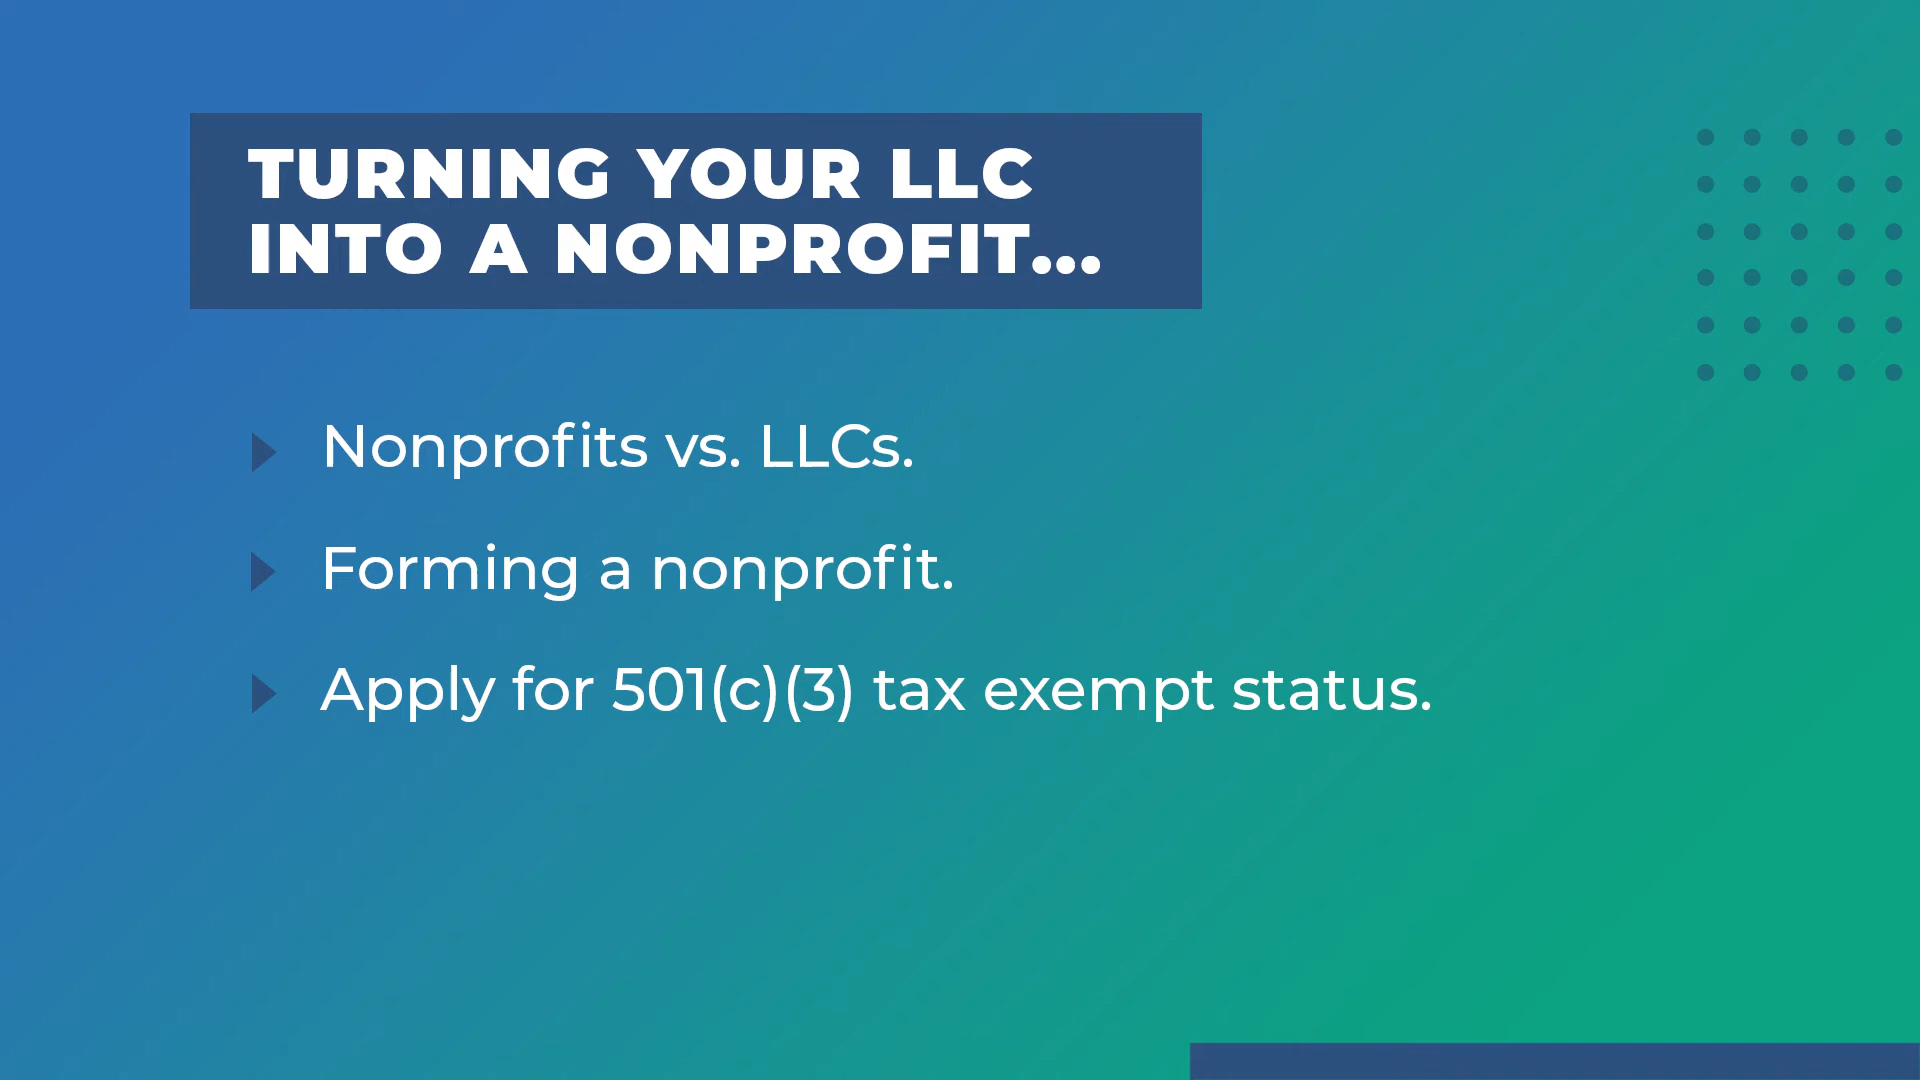 TURNING YOUR LLC
INTO A NONPROFIT...
Nonprofits vs. LLCs.
Forming a nonprofit.
Apply for 501(c)(3) tax exempt status.